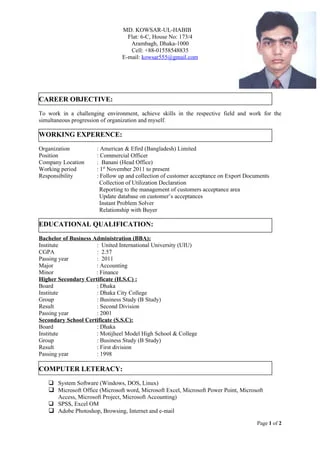 MD. KOWSAR-UL-HABIB
Flat: 6-C, House No: 173/4
Arambagh, Dhaka-1000
Cell: +88-01558548835
E-mail: kowsar555@gmail.com
CAREER OBJECTIVE:
To work in a challenging environment, achieve skills in the respective field and work for the
simultaneous progression of organization and myself.
WORKING EXPERENCE:
Organization : American & Efird (Bangladesh) Limited
Position : Commercial Officer
Company Location : Banani (Head Office)
Working period : 1st November 2011 to present
Responsibility : Follow up and collection of customer acceptance on Export Documents
Collection of Utilization Declaration
Reporting to the management of customers acceptance area
Update database on customer's acceptances
Instant Problem Solver
Relationship with Buyer
EDUCATIONAL QUALIFICATION:
Bachelor of Business Administration (BBA):
Institute : United International University (UIU)
CGPA : 2.57
Passing year : 2011
Major : Accounting
Minor : Finance
Higher Secondary Certificate (H.S.C) :
Board : Dhaka
Institute : Dhaka City College
Group : Business Study (B Study)
Result : Second Division
Passing year : 2001
Secondary School Certificate (S.S.C):
Board : Dhaka
Institute : Motijheel Model High School & College
Group : Business Study (B Study)
Result : First division
Passing year : 1998
COMPUTER LETERACY:
❑ System Software (Windows, DOS, Linux)
❑ Microsoft Office (Microsoft word, Microsoft Excel, Microsoft Power Point, Microsoft
Access, Microsoft Project, Microsoft Accounting)
❑ SPSS, Excel OM
❑ Adobe Photoshop, Browsing, Internet and e-mail
Page 1 of 2